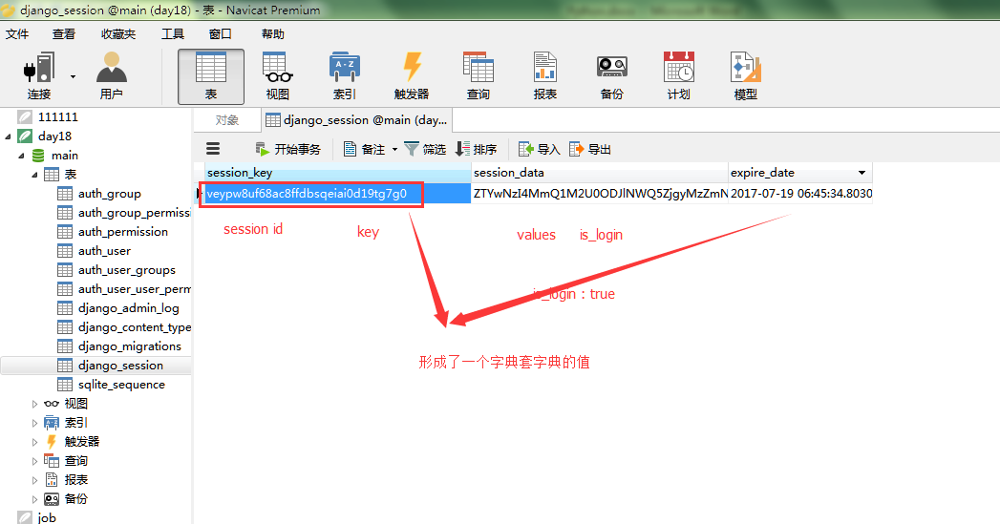 django_session @main (day18) - 表 - Navicat Premium
文件 查看 收藏夹 工具 窗口 帮助
连接 用户 表 视图 索引 触发器 查询 报表 备份 计划 模型
111111
day18
main
表
auth_group
auth_group_permiss
auth_permission
auth_user
auth_user_groups
auth_user_user_perm
django_admin_log
django_content_type
django_migrations
django_session
sqlite_sequence
视图
索引
触发器
查询
报表
备份
job
对象 django_session @main (day...
开始事务 备注 筛选 排序 导入 导出
session_key session_data expire_date
veypw8uf68ac8ffdbsqeiai0d19tg7g0 ZTYwNzI4MmQ1M2U0ODJlNWQ5ZjgyMzZmN 2017-07-19 06:45:34.8030
session id key values is_login
is_login：true
形成了一个字典套字典的值